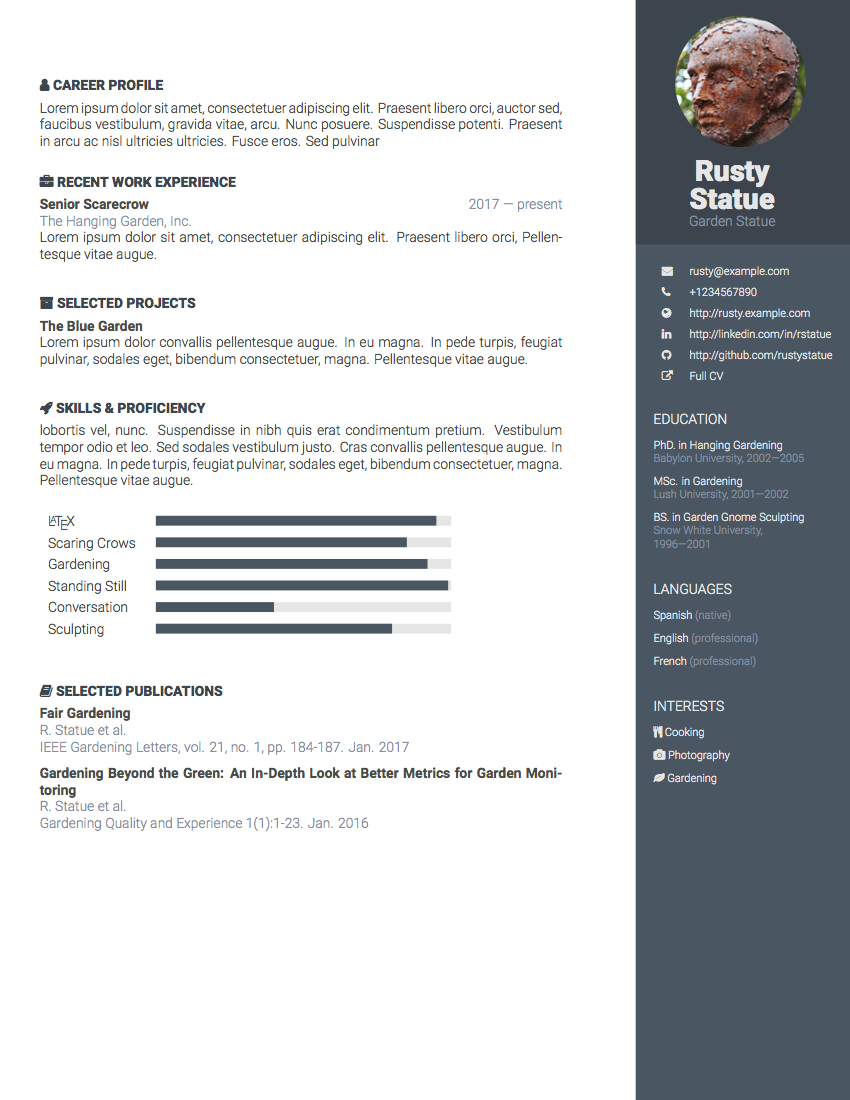 CAREER PROFILE
Lorem ipsum dolor sit amet, consectetuer adipiscing elit. Praesent libero orci, auctor sed,
faucibus vestibulum, gravida vitae, arcu. Nunc posuere. Suspendisse potenti. Praesent
in arcu ac nisl ultricies ultricies. Fusce eros. Sed pulvinar
RECENT WORK EXPERIENCE
Senior Scarecrow 2017 — present
The Hanging Garden, Inc.
Lorem ipsum dolor sit amet, consectetuer adipiscing elit. Praesent libero orci, Pellen-
tesque vitae augue.
SELECTED PROJECTS
The Blue Garden
Lorem ipsum dolor convallis pellentesque augue. In eu magna. In pede turpis, feugiat
pulvinar, sodales eget, bibendum consectetuer, magna. Pellentesque vitae augue.
SKILLS & PROFICIENCY
lobortis vel, nunc. Suspendisse in nibh quis erat condimentum pretium. Vestibulum
tempor odio et leo. Sed sodales vestibulum justo. Cras convallis pellentesque augue. In
eu magna. In pede turpis, feugiat pulvinar, sodales eget, bibendum consectetuer, magna.
Pellentesque vitae augue.
LATEX
Scaring Crows
Gardening
Standing Still
Conversation
Sculpting
SELECTED PUBLICATIONS
Fair Gardening
R. Statue et al.
IEEE Gardening Letters, vol. 21, no. 1, pp. 184-187. Jan. 2017
Gardening Beyond the Green: An In-Depth Look at Better Metrics for Garden Moni-
toring
R. Statue et al.
Gardening Quality and Experience 1(1):1-23. Jan. 2016
Rusty
Statue
Garden Statue
rusty@example.com
+1234567890
http://rusty.example.com
http://linkedin.com/in/rstatue
http://github.com/rustystatue
Full CV
EDUCATION
PhD. in Hanging Gardening
Babylon University, 2002—2005
MSc. in Gardening
Lush University, 2001—2002
BS. in Garden Gnome Sculpting
Snow White University,
1996—2001
LANGUAGES
Spanish (native)
English (professional)
French (professional)
INTERESTS
Cooking
Photography
Gardening